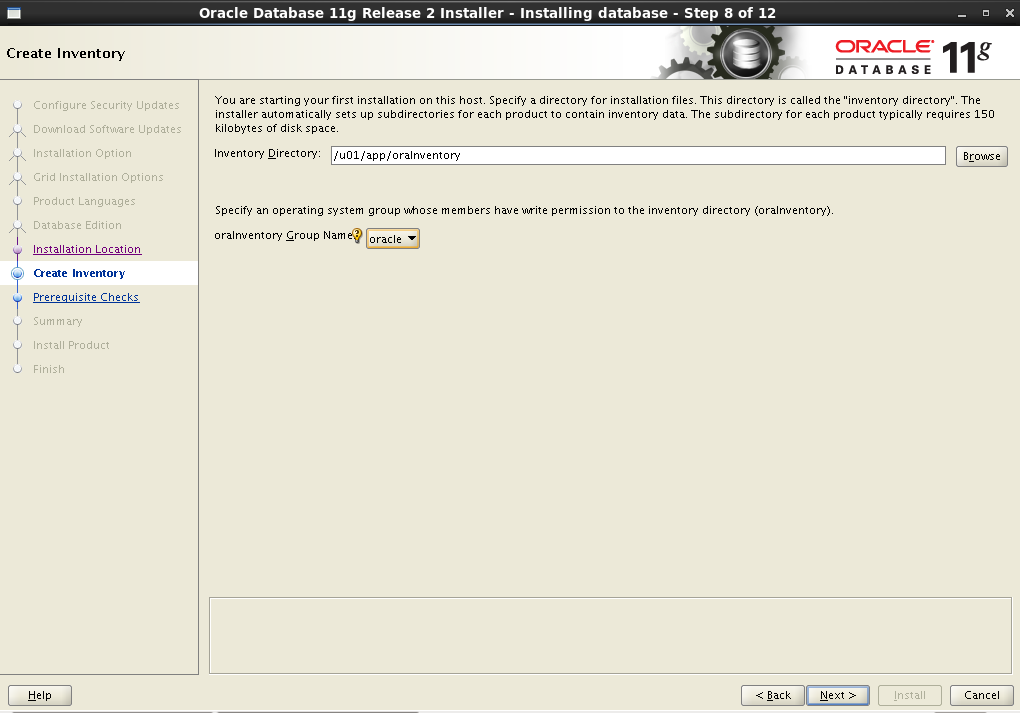 Oracle Database 11g Release 2 Installer - Installing database - Step 8 of 12
Create Inventory
ORACLE
DATABASE
11g
Configure Security Updates
Download Software Updates
Installation Option
Grid Installation Options
Product Languages
Database Edition
Installation Location
Create Inventory
Prerequisite Checks
Summary
Install Product
Finish
You are starting your first installation on this host. Specify a directory for installation files. This directory is called the "inventory directory". The
installer automatically sets up subdirectories for each product to contain inventory data. The subdirectory for each product typically requires 150
kilobytes of disk space.
Inventory Directory: /u01/app/oraInventory Browse
Specify an operating system group whose members have write permission to the inventory directory (oraInventory).
oraInventory Group Name oracle
Help
< Back
Next >
Install
Cancel